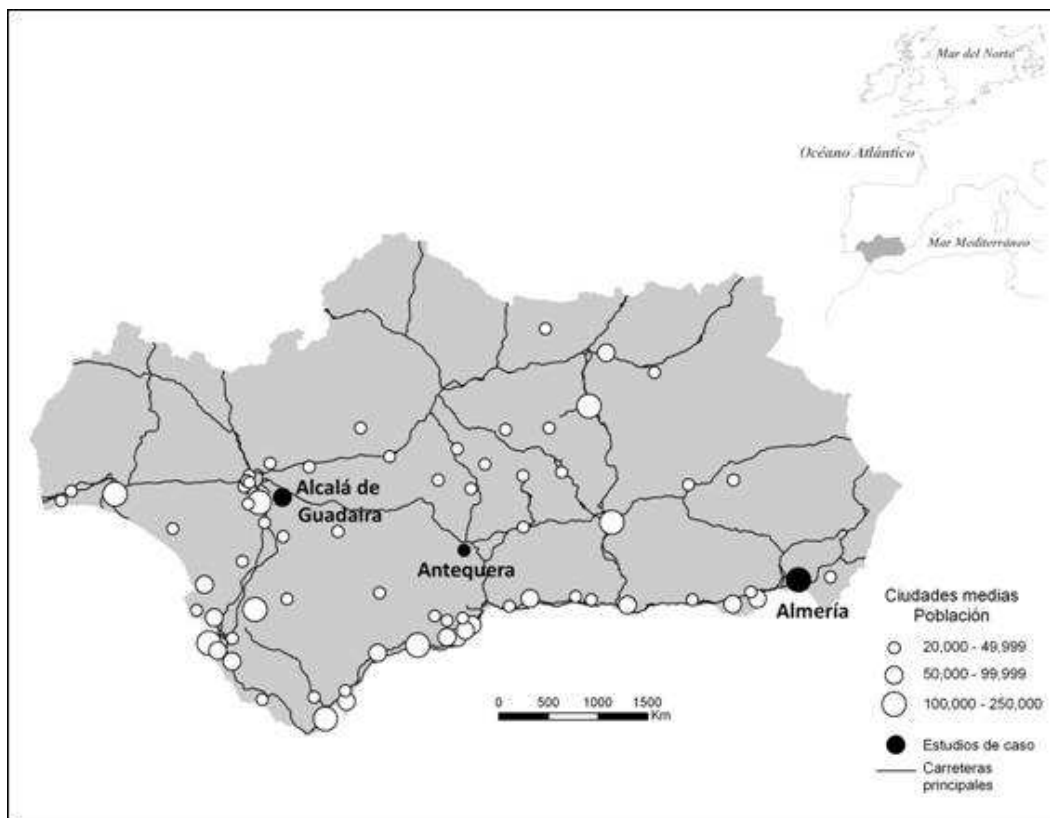 Mar del Norte
Océano Atlántico
Mar Mediterráneo
Alcalá de
Guadaira
Antequera
Almería
Ciudades medias
Población
20,000 - 49,999
50,000 - 99,999
100,000 - 250,000
Estudios de caso
Carreteras
principales
0 500 1000 1500
Km